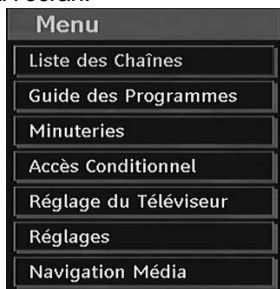 Menu
Liste des Chaînes
Guide des Programmes
Minuteries
Accès Conditionnel
Réglage du Téléviseur
Réglages
Navigation Média